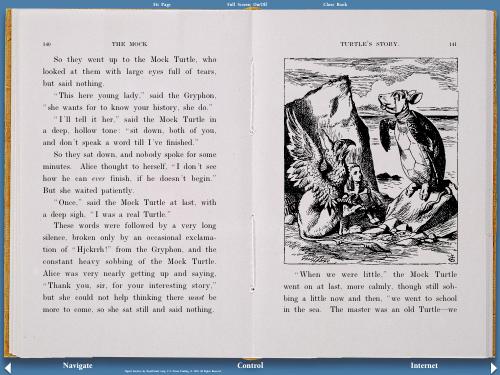 Fit Page Full Screen On/Off Close Book
140 THE MOCK
So they went up to the Mock Turtle, who
looked at them with large eyes full of tears,
but said nothing.
"This here young lady," said the Gryphon,
"she wants for to know your history, she do."
"I'll tell it her," said the Mock Turtle in
a deep, hollow tone: "sit down, both of you,
and don't speak a word till I've finished."
So they sat down, and nobody spoke for some
minutes. Alice thought to herself, "I don't see
how he can ever finish, if he doesn't begin."
But she waited patiently.
"Once," said the Mock Turtle at last, with
a deep sigh, "I was a real Turtle."
These words were followed by a very long
silence, broken only by an occasional exclama-
tion of "Hjckrrh!" from the Gryphon, and the
constant heavy sobbing of the Mock Turtle.
Alice was very nearly getting up and saying,
"Thank you, sir, for your interesting story,"
but she could not help thinking there must be
more to come, so she sat still and said nothing.
TURTLE'S STORY. 141
"When we were little," the Mock Turtle
went on at last, more calmly, though still sob-
bing a little now and then, "we went to school
in the sea. The master was an old Turtle—we
Navigate Control Internet